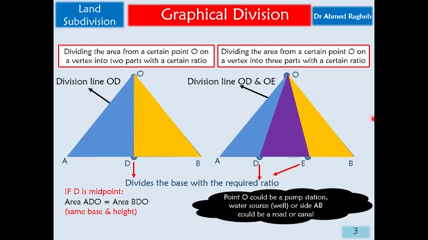 Land
Subdivision
Graphical Division
Dr Ahmed Ragheb
Dividing the area from a certain point O on
a vertex into two parts with a certain ratio
Dividing the area from a certain point O on
a vertex into three parts with a certain ratio
O
Division line OD
A
D
B
O
Division line OD & OE
A
D
E
B
Divides the base with the required ratio
IF D is midpoint:
Area ADO = Area BDO
(same base & height)
Point O could be a pump station,
water source (well) or side AB
could be a road or canal
3